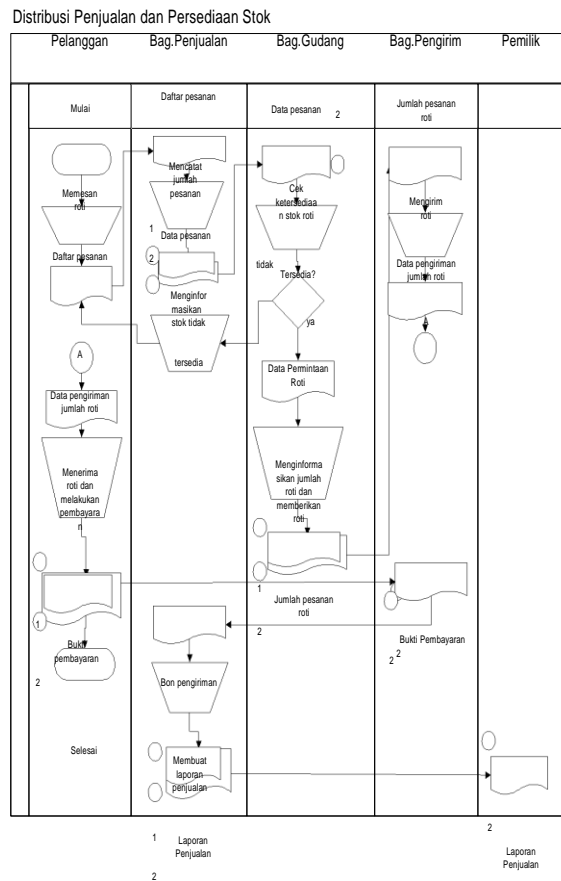 Distribusi Penjualan dan Persediaan Stok
Pelanggan
Bag.Penjualan
Bag.Gudang
Bag.Pengirim
Pemilik
Mulai
Daftar pesanan
Data pesanan
2
Jumlah pesanan
roti
Memesan
roti
Daftar pesanan
Mencatat
jumlah
pesanan
1
Data pesanan
2
Menginfor
masikan
stok tidak
tersedia
Cek
ketersediaa
n stok roti
tidak
Tersedia?
ya
Data Permintaan
Roti
Menginforma
sikan jumlah
roti dan
memberikan
roti
1
Jumlah pesanan
roti
2
Mengirim
roti
Data pengiriman
jumlah roti
A
A
Data pengiriman
jumlah roti
Menerima
roti dan
melakukan
pembayara
n
1
Bukti
pembayaran
2
Selesai
Bukti Pembayaran
2
2
Bon pengiriman
Membuat
laporan
penjualan
1
Laporan
Penjualan
2
2
Laporan
Penjualan